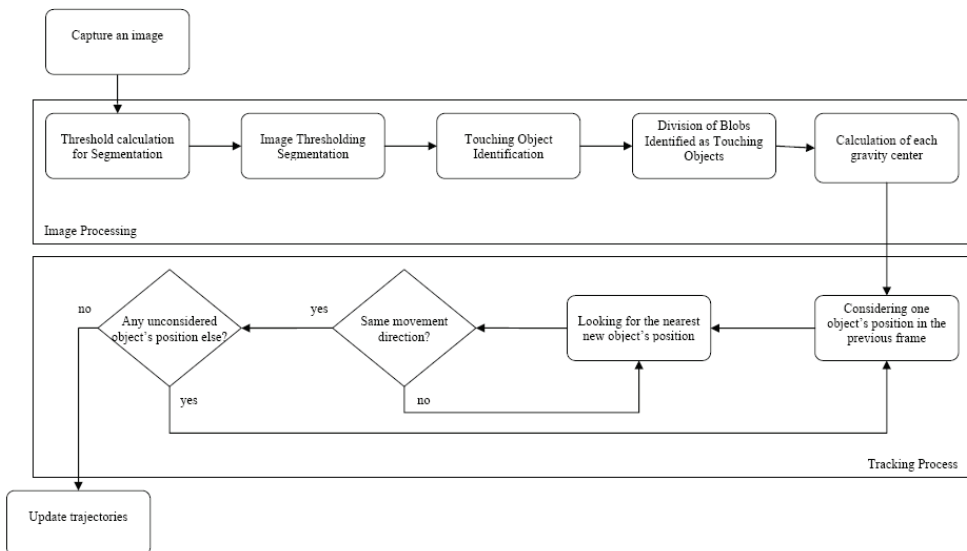 Capture an image
Threshold calculation
for Segmentation
Image Thresholding
Segmentation
Touching Object
Identification
Division of Blobs
Identified as Touching
Objects
Calculation of each
gravity center
Image Processing
Considering one
object's position in the
previous frame
Looking for the nearest
new object's position
Same movement
direction?
yes
no
Any unconsidered
object's position else?
no
yes
Tracking Process
Update trajectories